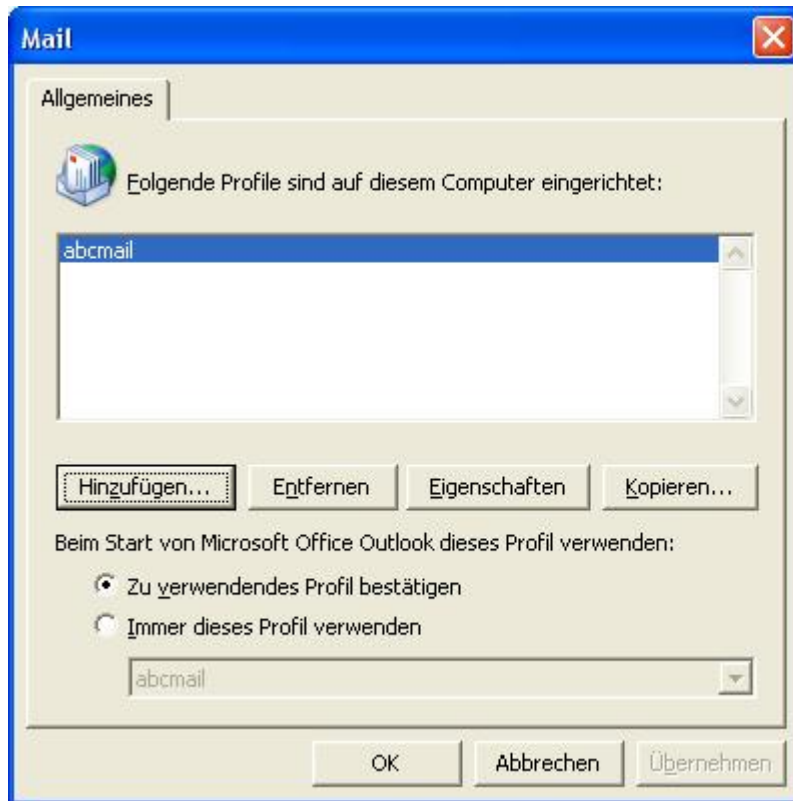 Mail
Allgemeines
Folgende Profile sind auf diesem Computer eingerichtet:
abcmail
Hinzufügen... Entfernen Eigenschaften Kopieren...
Beim Start von Microsoft Office Outlook dieses Profil verwenden:
Zu verwendendes Profil bestätigen
Immer dieses Profil verwenden
abcmail
OK Abbrechen Übernehmen